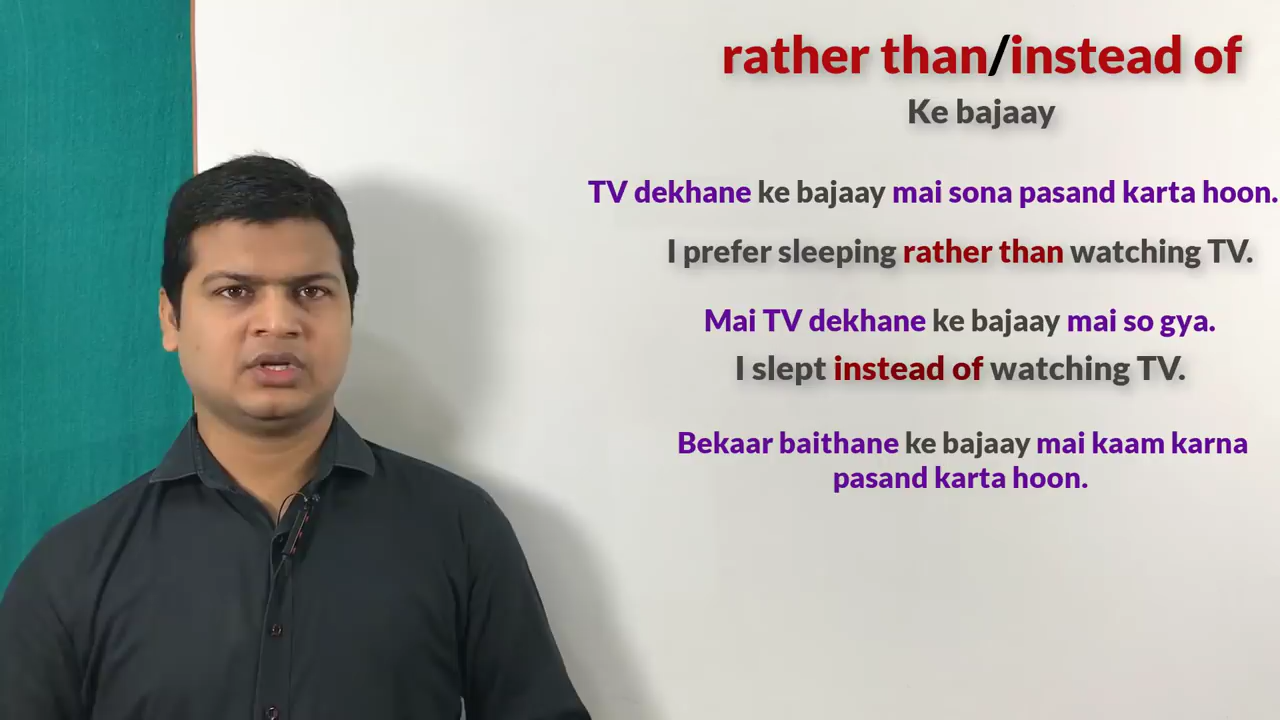 rather than/instead of
Ke bajaay
TV dekhane ke bajaay mai sona pasand karta hoon.
I prefer sleeping rather than watching TV.
Mai TV dekhane ke bajaay mai so gya.
I slept instead of watching TV.
Bekaar baithane ke bajaay mai kaam karna
pasand karta hoon.